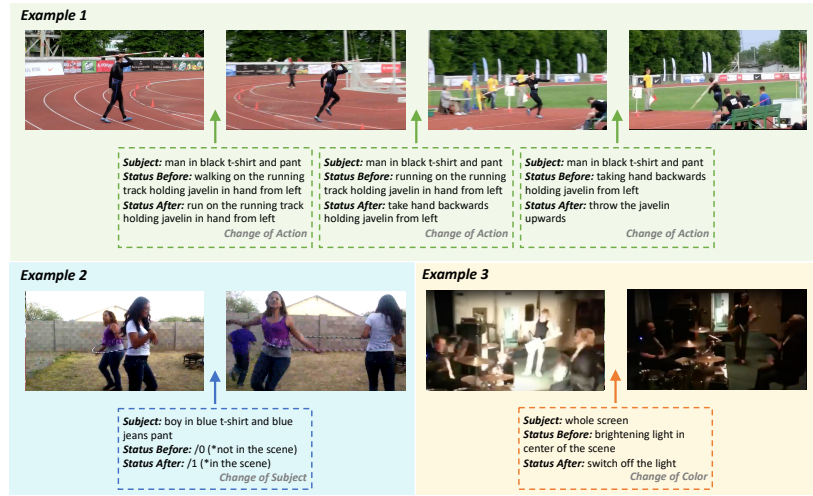 Example 1
Subject: man in black t-shirt and pant
Status Before: walking on the running
track holding javelin in hand from left
Status After: run on the running track
holding javelin in hand from left
Change of Action
Subject: man in black t-shirt and pant
Status Before: running on the running
track holding javelin in hand from left
Status After: take hand backwards
holding javelin from left
Change of Action
Subject: man in black t-shirt and pant
Status Before: taking hand backwards
holding javelin from left
Status After: throw the javelin
upwards
Change of Action
Example 2
Subject: boy in blue t-shirt and blue
jeans pant
Status Before: /0 (*not in the scene)
Status After: /1 (*in the scene)
Change of Subject
Example 3
Subject: whole screen
Status Before: brightening light in
center of the scene
Status After: switch off the light
Change of Color